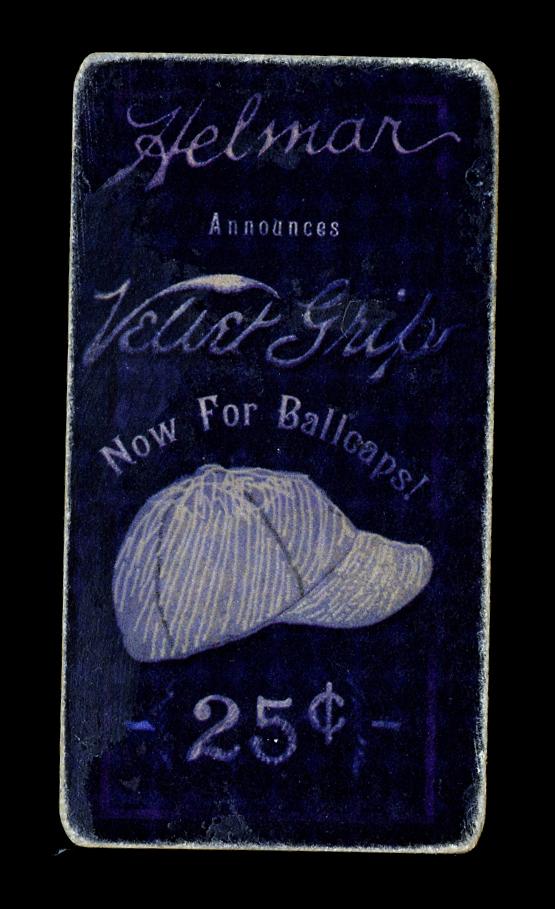 Helmar
Announces
Velvet Grip
Now For Ballcaps!
- 25¢ -